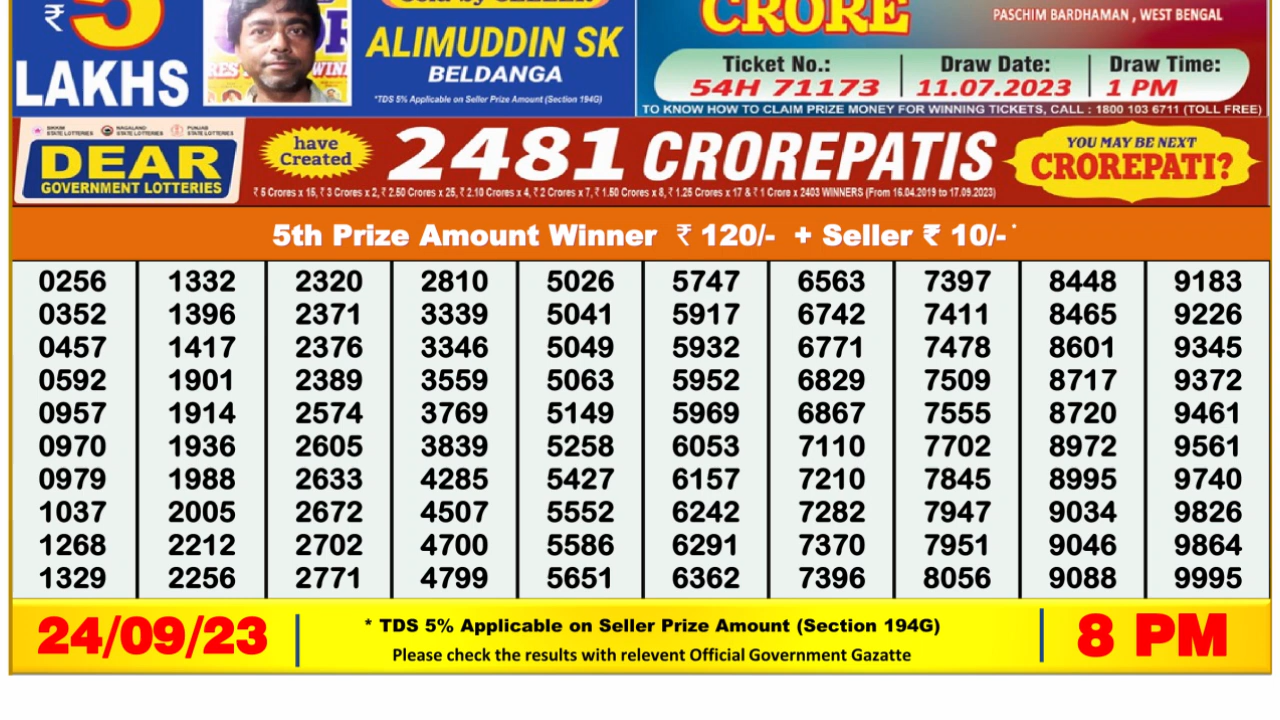 ₹ 5
LAKHS
ALIMUDDIN SK
BELDANGA
*TDS 5% Applicable on Seller Prize Amount (Section 194G)
CRORE
PASCHIM BARDHAMAN , WEST BENGAL
Ticket No.: Draw Date: Draw Time:
54H 71173 11.07.2023 1 PM
TO KNOW HOW TO CLAIM PRIZE MONEY FOR WINNING TICKETS, CALL : 1800 103 6711 (TOLL FREE)
SIKKIM STATE LOTTERIES NAGALAND STATE LOTTERIES PUNJAB STATE LOTTERIES
DEAR
GOVERNMENT LOTTERIES
have
Created
2481 CROREPATIS
₹ 5 Crores x 15, ₹ 3 Crores x 2, ₹ 2.50 Crores x 25, ₹ 2.10 Crores x 4, ₹ 2 Crores x 7, ₹ 1.50 Crores x 8, ₹ 1.25 Crores x 17 & ₹ 1 Crore x 2403 WINNERS (From 16.04.2019 to 17.09.2023)
YOU MAY BE NEXT
CROREPATI?
5th Prize Amount Winner ₹ 120/- + Seller ₹ 10/- *
0256 1332 2320 2810 5026 5747 6563 7397 8448 9183
0352 1396 2371 3339 5041 5917 6742 7411 8465 9226
0457 1417 2376 3346 5049 5932 6771 7478 8601 9345
0592 1901 2389 3559 5063 5952 6829 7509 8717 9372
0957 1914 2574 3769 5149 5969 6867 7555 8720 9461
0970 1936 2605 3839 5258 6053 7110 7702 8972 9561
0979 1988 2633 4285 5427 6157 7210 7845 8995 9740
1037 2005 2672 4507 5552 6242 7282 7947 9034 9826
1268 2212 2702 4700 5586 6291 7370 7951 9046 9864
1329 2256 2771 4799 5651 6362 7396 8056 9088 9995
24/09/23
* TDS 5% Applicable on Seller Prize Amount (Section 194G)
Please check the results with relevent Official Government Gazatte
8 PM